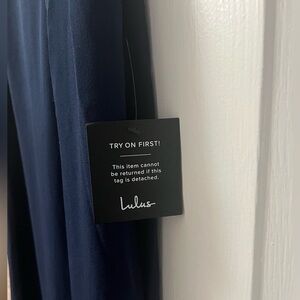 TRY ON FIRST!
This item cannot
be returned if this
tag is detached.
Lulus